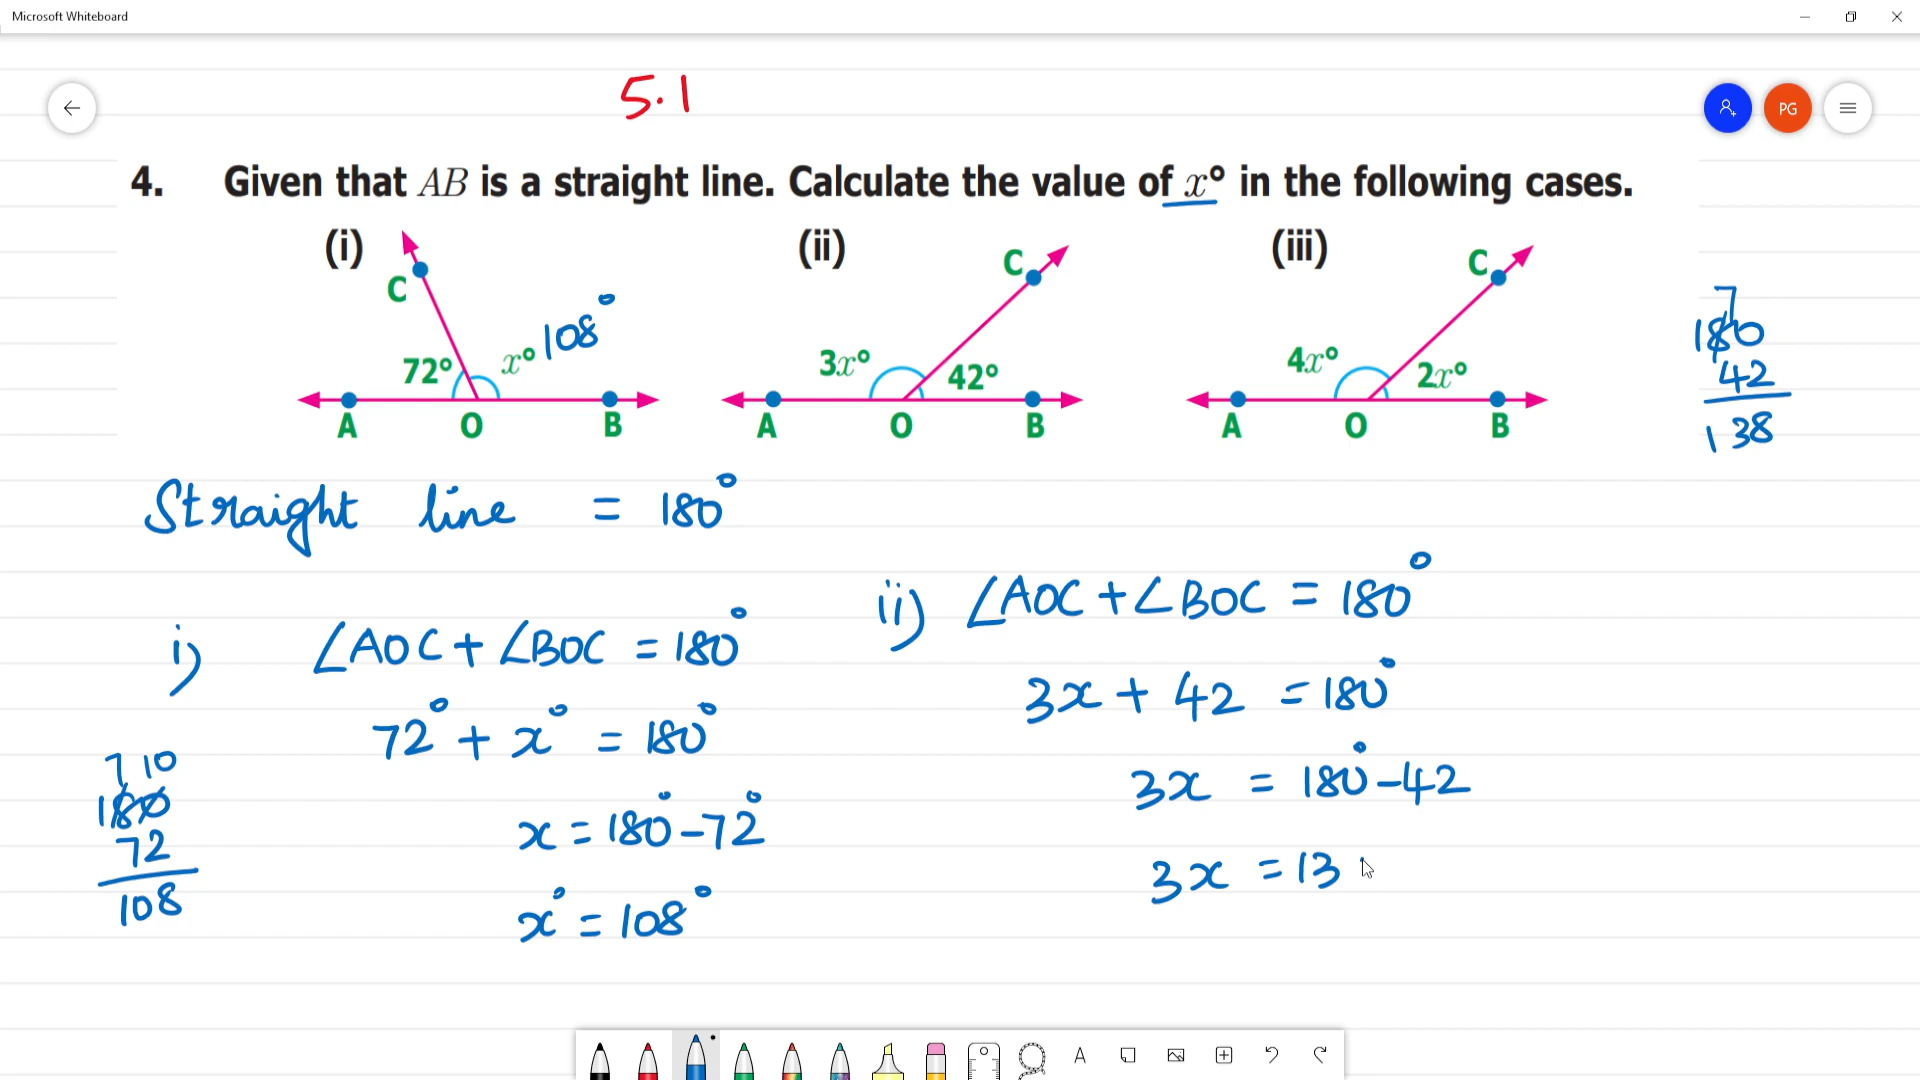 Microsoft Whiteboard
5.1
PG
4. Given that AB is a straight line. Calculate the value of x° in the following cases.
(i)
C
72°
x°
108°
A
O
B
(ii)
C
3x°
42°
A
O
B
(iii)
C
4x°
2x°
A
O
B
7
180
42
138
Straight line = 180°
i) ∠AOC + ∠BOC = 180°
72° + x° = 180°
x = 180° - 72°
x° = 108°
7 10
180
72
108
ii) ∠AOC + ∠BOC = 180°
3x + 42 = 180°
3x = 180° - 42
3x = 13
A